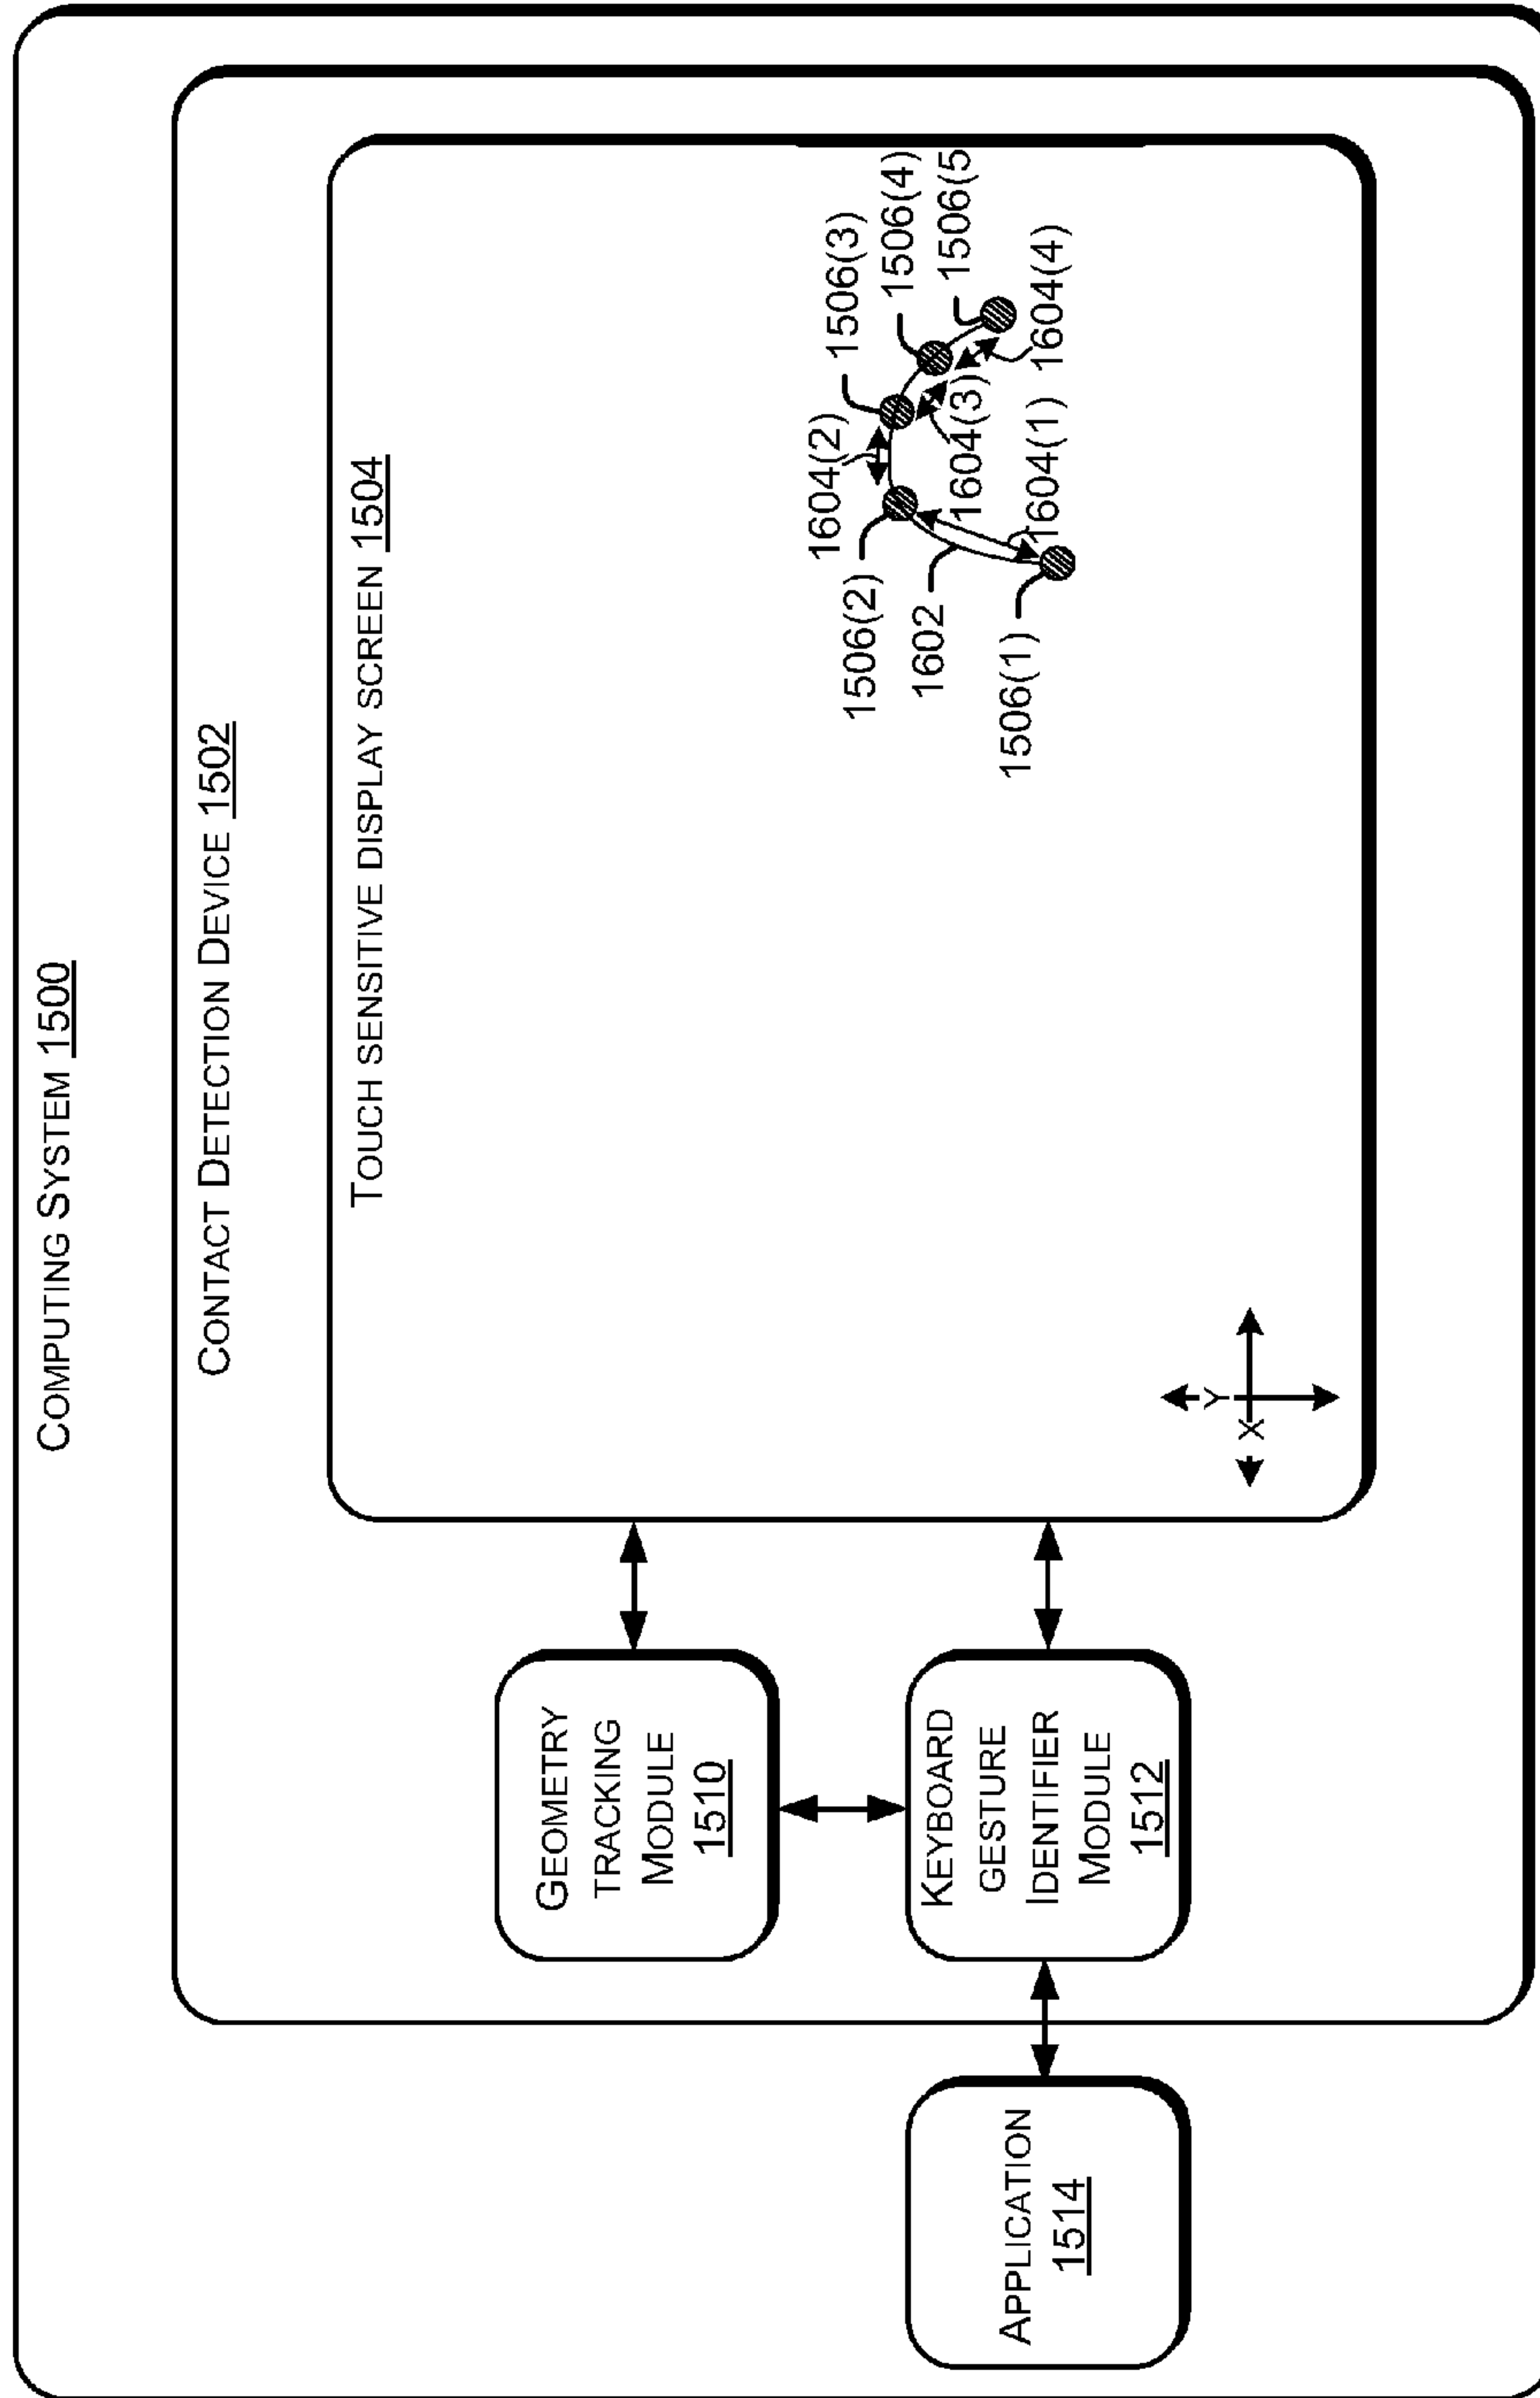 COMPUTING SYSTEM 1500
CONTACT DETECTION DEVICE 1502
TOUCH SENSITIVE DISPLAY SCREEN 1504
GEOMETRY
TRACKING
MODULE
1510
KEYBOARD
GESTURE
IDENTIFIER
MODULE
1512
APPLICATION
1514
1604(2)
1506(3)
1506(2)
1506(4)
1602
1506(5
1604(3)
1506(1)
1604(1)
1604(4)
Y
X